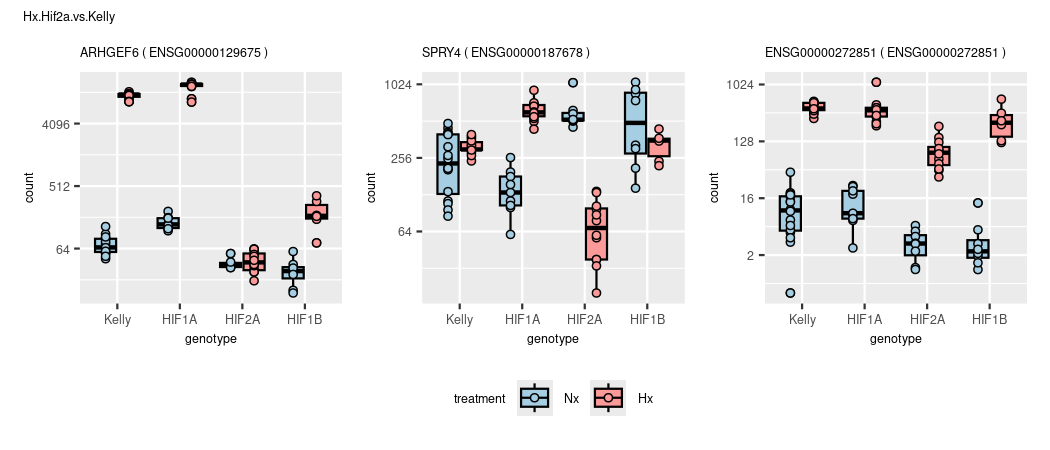 Hx.Hif2a.vs.Kelly
ARHGEF6 ( ENSG00000129675 )
count
4096
512
64
Kelly HIF1A HIF2A HIF1B
genotype
SPRY4 ( ENSG00000187678 )
count
1024
256
64
Kelly HIF1A HIF2A HIF1B
genotype
ENSG00000272851 ( ENSG00000272851 )
count
1024
128
16
2
Kelly HIF1A HIF2A HIF1B
genotype
treatment Nx Hx